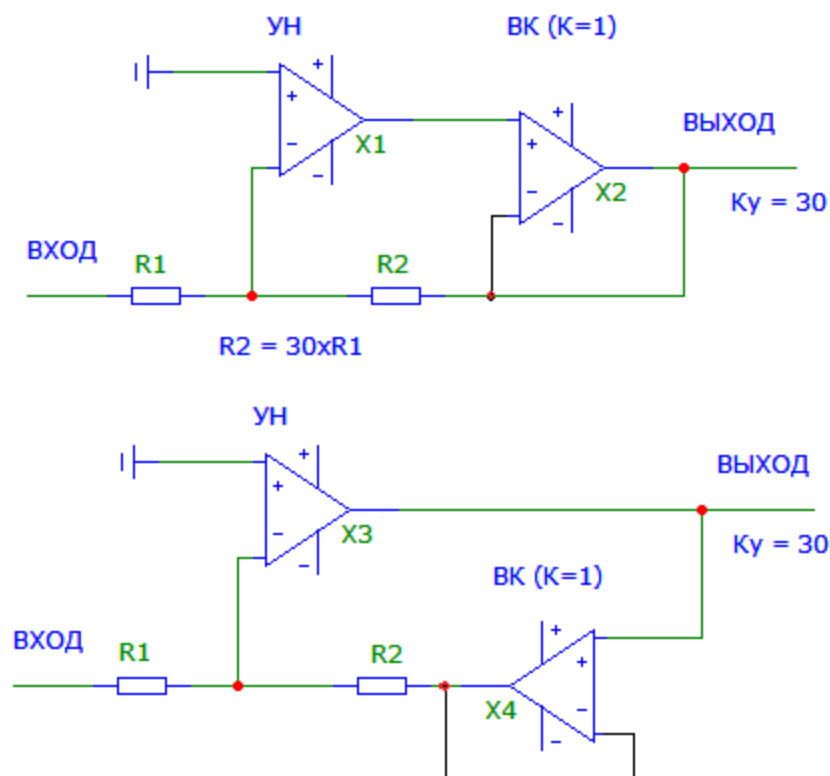 УН
ВК (К=1)
+
+
−
−
X1
+
+
−
−
X2
ВЫХОД
Ку = 30
ВХОД
R1
R2
R2 = 30xR1
УН
+
+
−
−
X3
ВЫХОД
Ку = 30
ВК (К=1)
ВХОД
R1
R2
+
+
−
−
X4